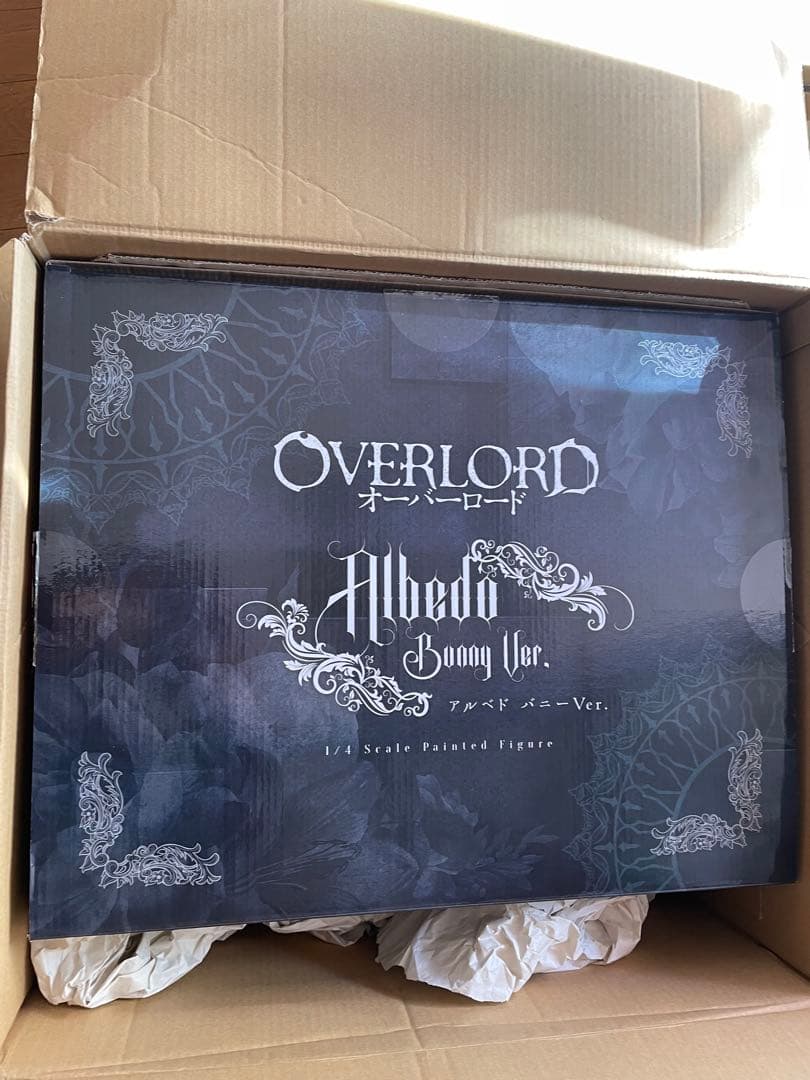 OVERLORD
オーバーロード
Albedo
Bunny Ver.
アルベド バニーVer.
1/4 Scale Painted Figure